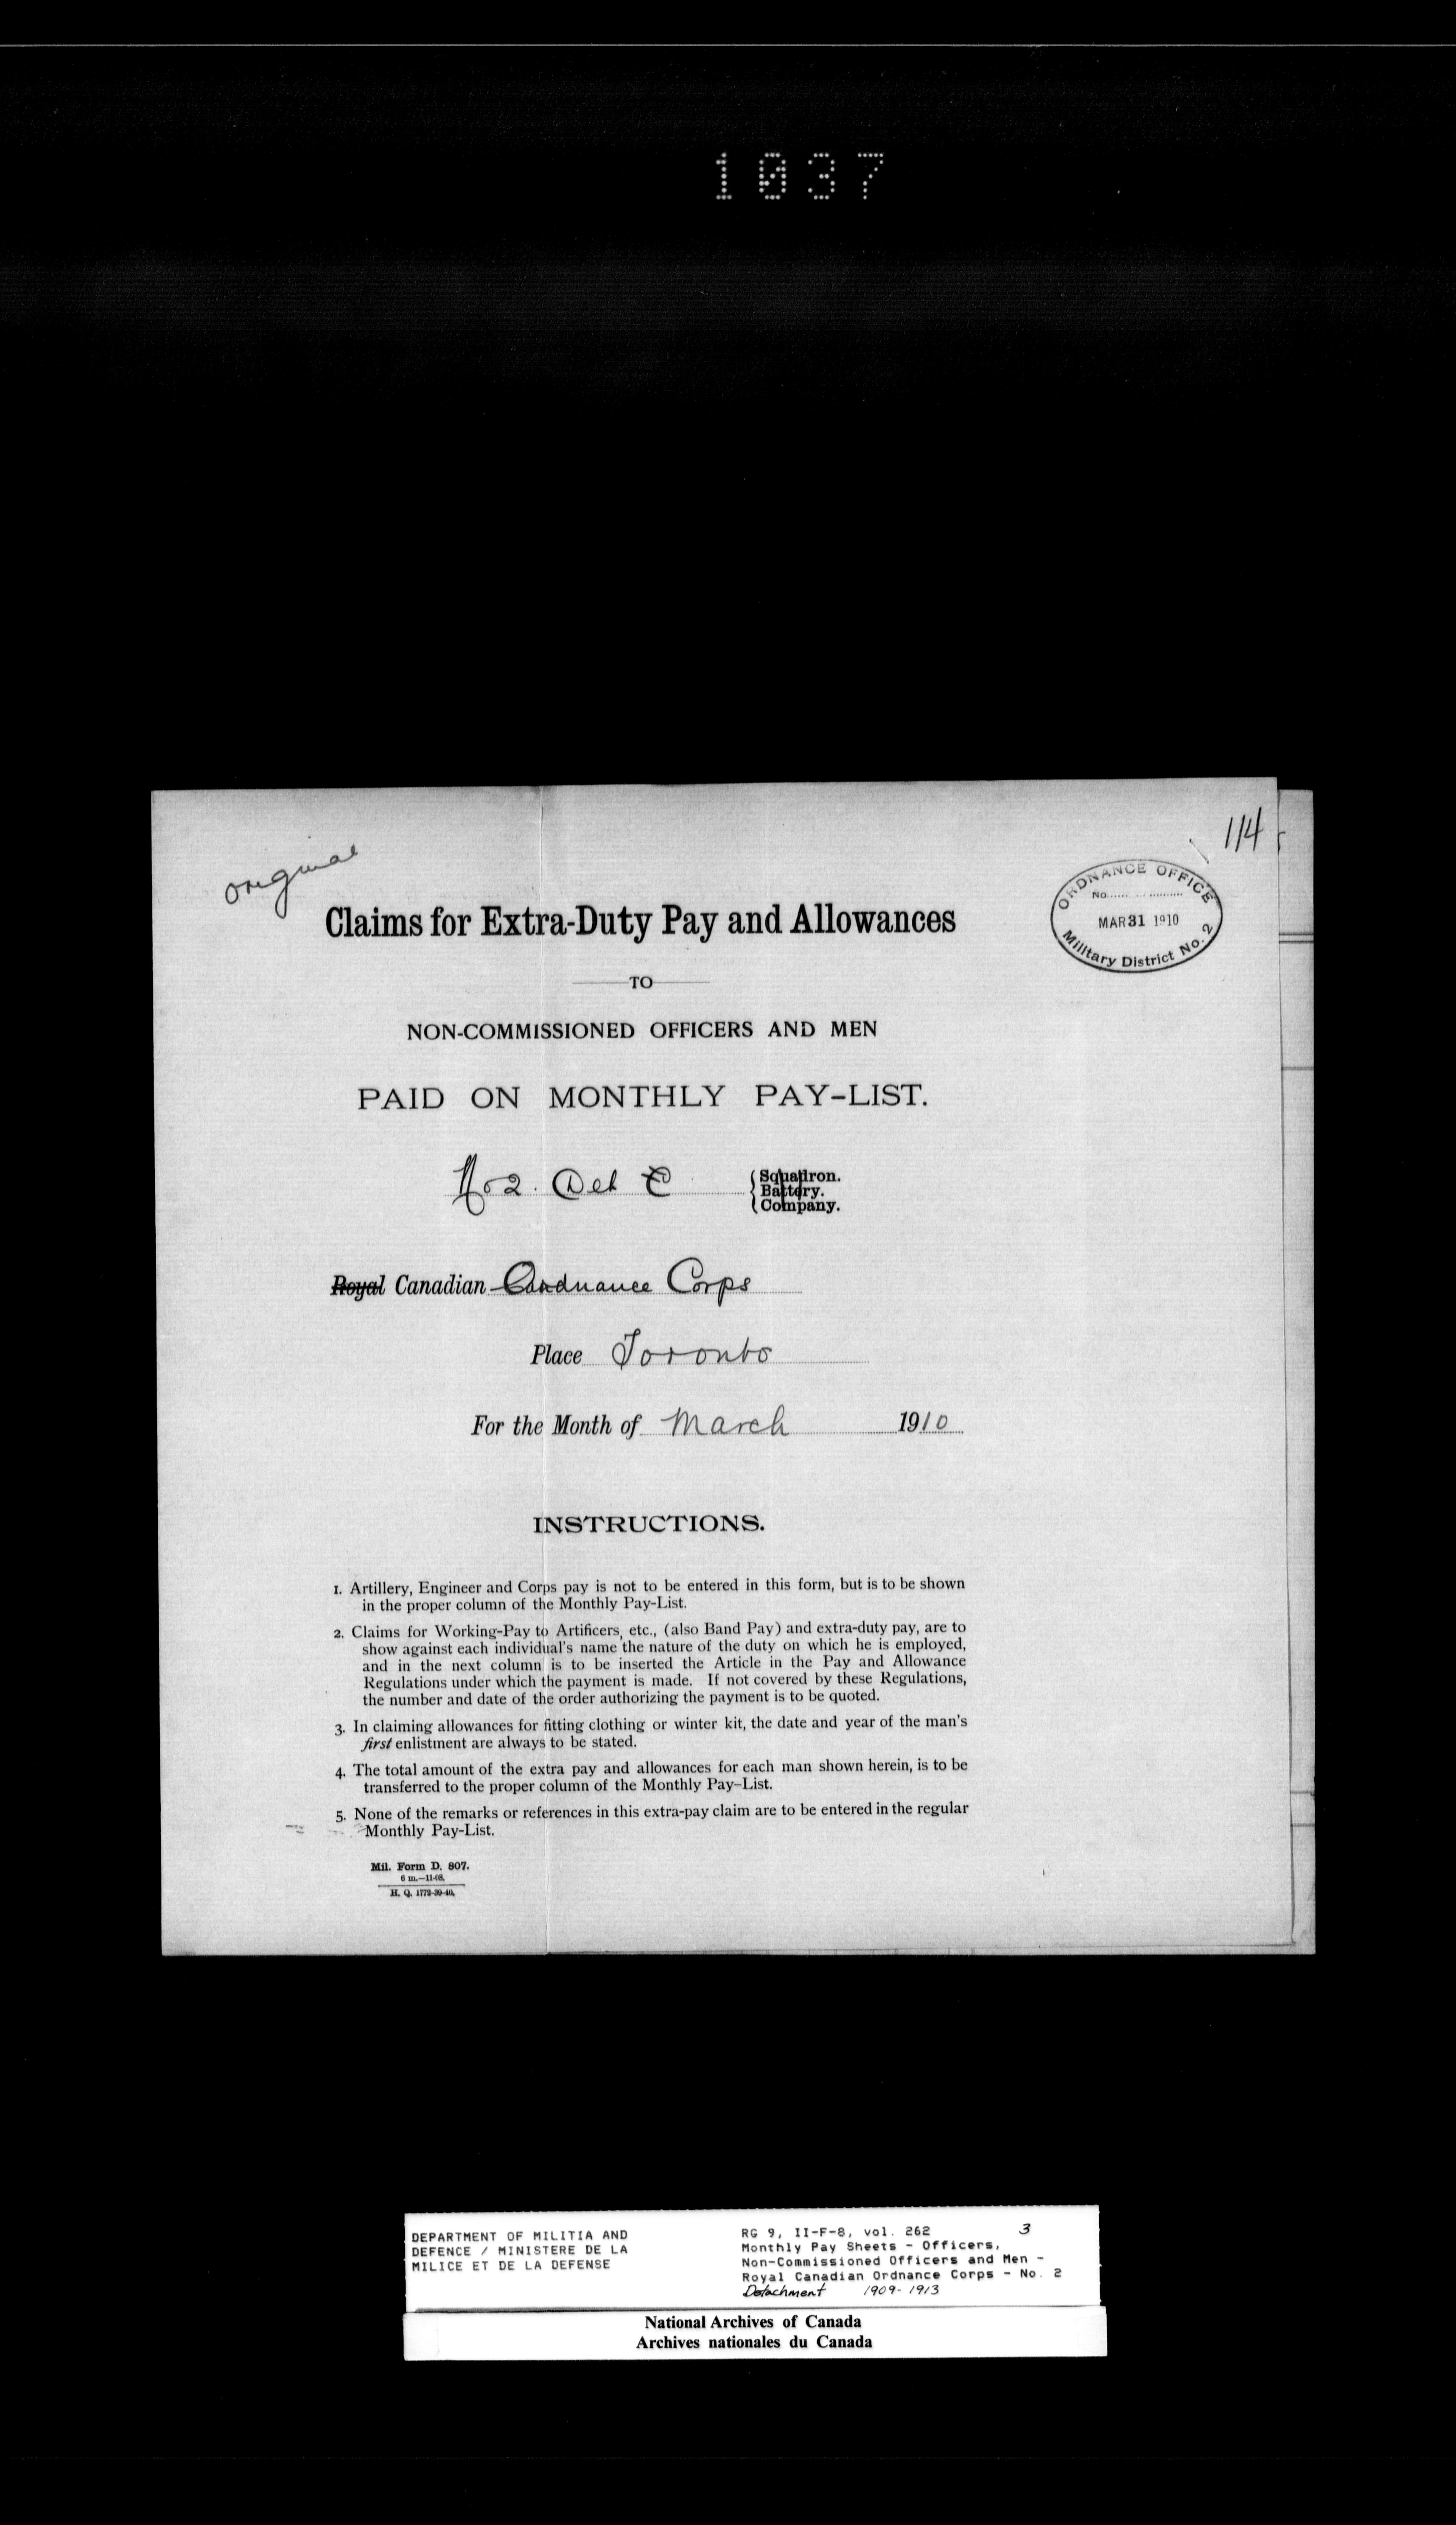 1037
114
original
ORDNANCE OFFICE
No.
MAR 31 1910
Military District No. 2
Claims for Extra-Duty Pay and Allowances
TO
NON-COMMISSIONED OFFICERS AND MEN
PAID ON MONTHLY PAY-LIST.
No 2. Det
Squadron.
Battery.
Company.
Royal Canadian Ordnance Corps
Place Toronto
For the Month of March 1910
INSTRUCTIONS.
1. Artillery, Engineer and Corps pay is not to be entered in this form, but is to be shown
in the proper column of the Monthly Pay-List.
2. Claims for Working-Pay to Artificers, etc., (also Band Pay) and extra-duty pay, are to
show against each individual's name the nature of the duty on which he is employed,
and in the next column is to be inserted the Article in the Pay and Allowance
Regulations under which the payment is made. If not covered by these Regulations,
the number and date of the order authorizing the payment is to be quoted.
3. In claiming allowances for fitting clothing or winter kit, the date and year of the man's
first enlistment are always to be stated.
4. The total amount of the extra pay and allowances for each man shown herein, is to be
transferred to the proper column of the Monthly Pay-List.
5. None of the remarks or references in this extra-pay claim are to be entered in the regular
Monthly Pay-List.
Mil. Form D. 807.
6 m.—11-08.
H. Q. 1772-39-40.
DEPARTMENT OF MILITIA AND
DEFENCE / MINISTERE DE LA
MILICE ET DE LA DEFENSE
RG 9, II-F-8, vol. 262 3
Monthly Pay Sheets - Officers,
Non-Commissioned Officers and Men -
Royal Canadian Ordnance Corps - No. 2
Detachment 1909-1913
National Archives of Canada
Archives nationales du Canada